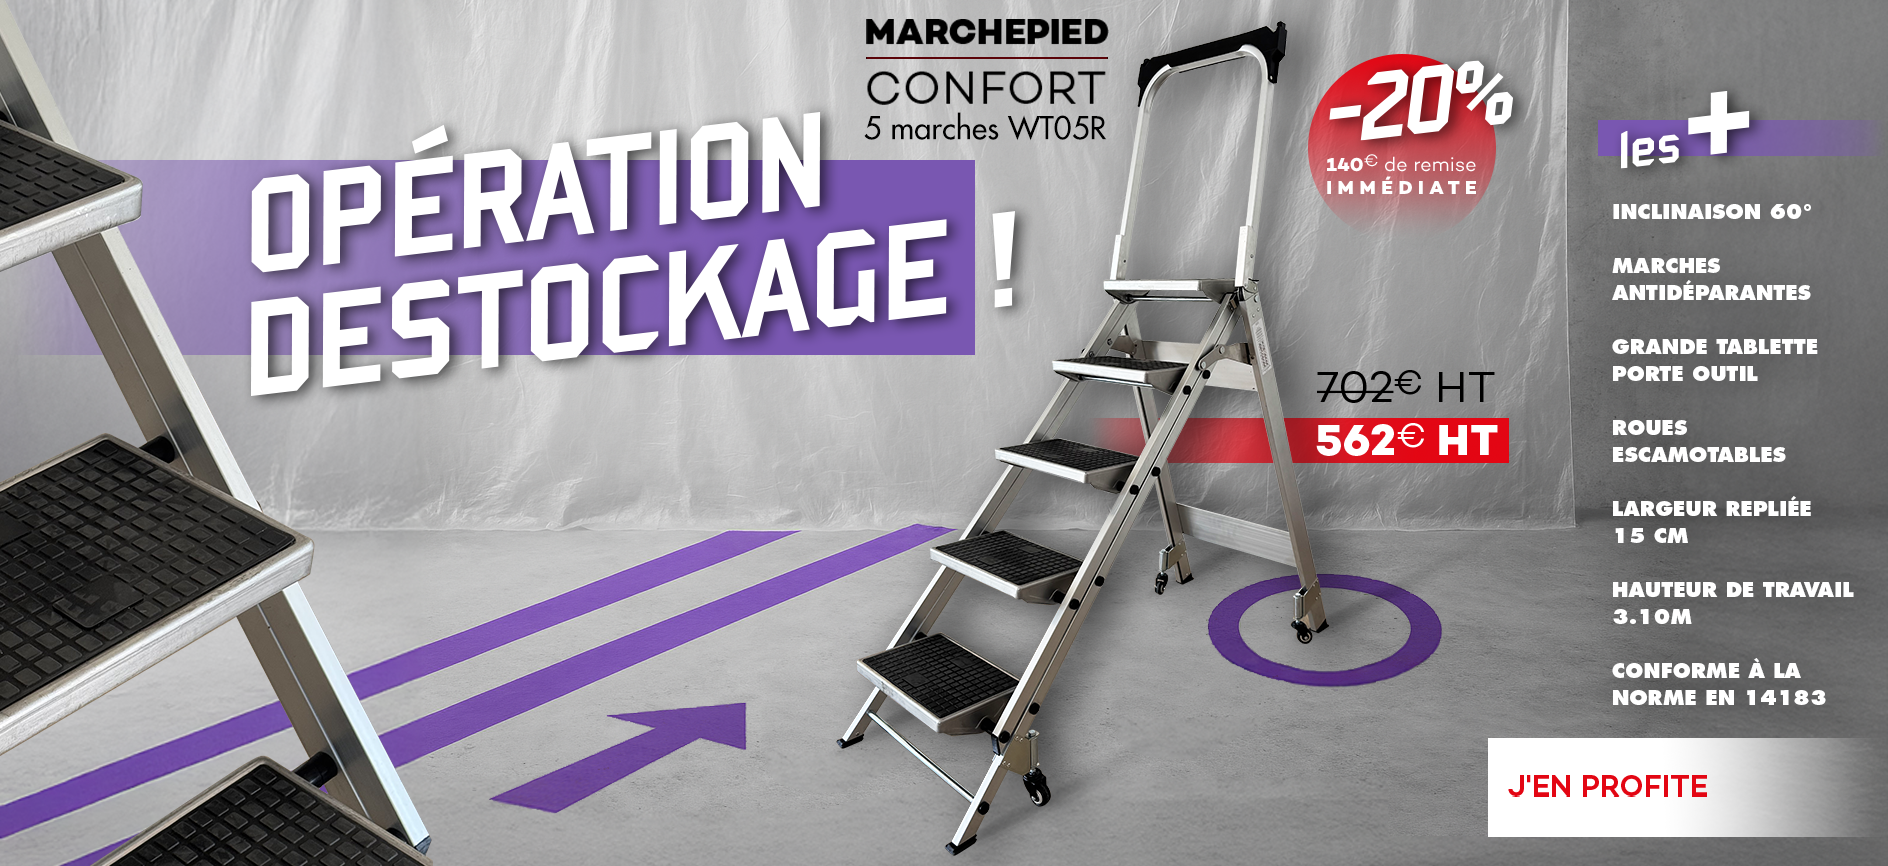 MARCHEPIED
CONFORT
5 marches WT05R
OPÉRATION
DESTOCKAGE !
-20%
140€ de remise
IMMÉDIATE
702€ HT
562€ HT
les +
INCLINAISON 60°
MARCHES
ANTIDÉPARANTES
GRANDE TABLETTE
PORTE OUTIL
ROUES
ESCAMOTABLES
LARGEUR REPLIÉE
15 CM
HAUTEUR DE TRAVAIL
3.10M
CONFORME À LA
NORME EN 14183
J'EN PROFITE